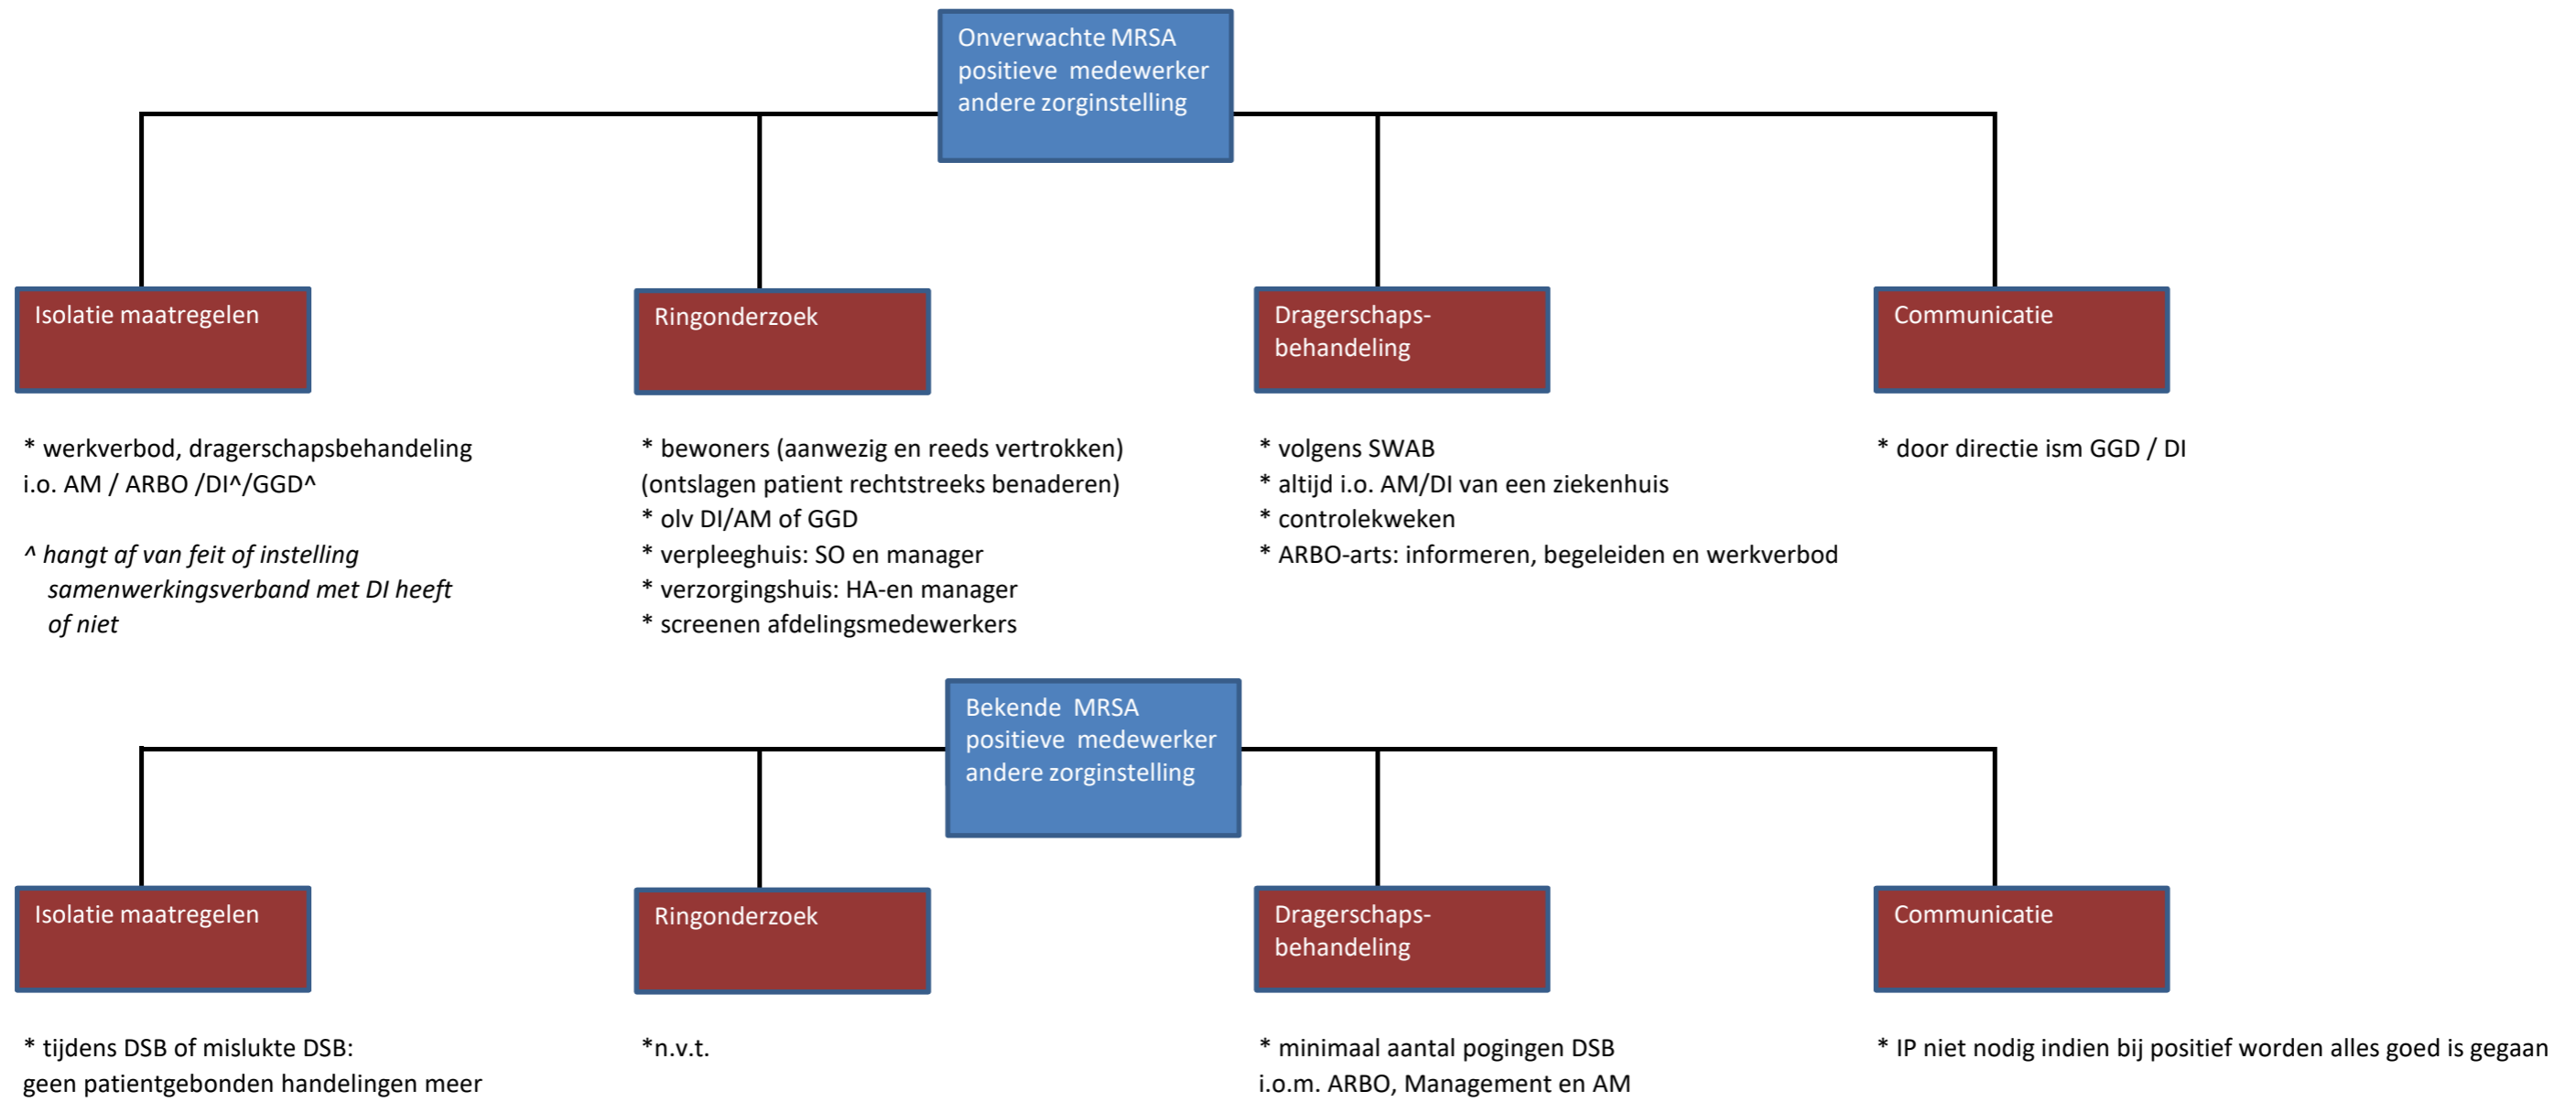 Onverwachte MRSA
positieve medewerker
andere zorginstelling
Isolatie maatregelen
Ringonderzoek
Dragerschaps-
behandeling
Communicatie
* werkverbod, dragerschapsbehandeling
i.o. AM / ARBO /DI^/GGD^
^ hangt af van feit of instelling
samenwerkingsverband met DI heeft
of niet
* bewoners (aanwezig en reeds vertrokken)
(ontslagen patient rechtstreeks benaderen)
* olv DI/AM of GGD
* verpleeghuis: SO en manager
* verzorgingshuis: HA-en manager
* screenen afdelingsmedewerkers
* volgens SWAB
* altijd i.o. AM/DI van een ziekenhuis
* controlekweken
* ARBO-arts: informeren, begeleiden en werkverbod
* door directie ism GGD / DI
Bekende MRSA
positieve medewerker
andere zorginstelling
Isolatie maatregelen
Ringonderzoek
Dragerschaps-
behandeling
Communicatie
* tijdens DSB of mislukte DSB:
geen patientgebonden handelingen meer
*n.v.t.
* minimaal aantal pogingen DSB
i.o.m. ARBO, Management en AM
* IP niet nodig indien bij positief worden alles goed is gegaan